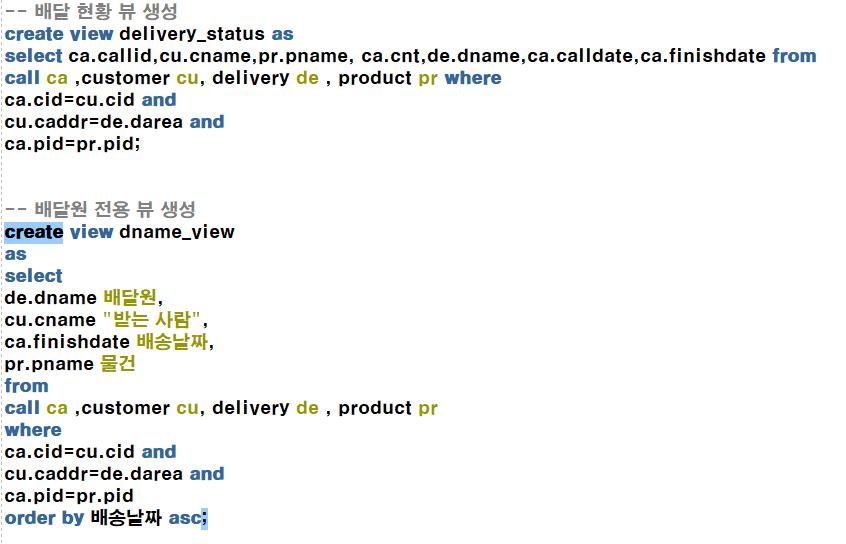 -- 배달 현황 뷰 생성
create view delivery_status as
select ca.callid,cu.cname,pr.pname, ca.cnt,de.dname,ca.calldate,ca.finishdate from
call ca ,customer cu, delivery de , product pr where
ca.cid=cu.cid and
cu.caddr=de.darea and
ca.pid=pr.pid;
-- 배달원 전용 뷰 생성
create view dname_view
as
select
de.dname 배달원,
cu.cname "받는 사람",
ca.finishdate 배송날짜,
pr.pname 물건
from
call ca ,customer cu, delivery de , product pr
where
ca.cid=cu.cid and
cu.caddr=de.darea and
ca.pid=pr.pid
order by 배송날짜 asc;